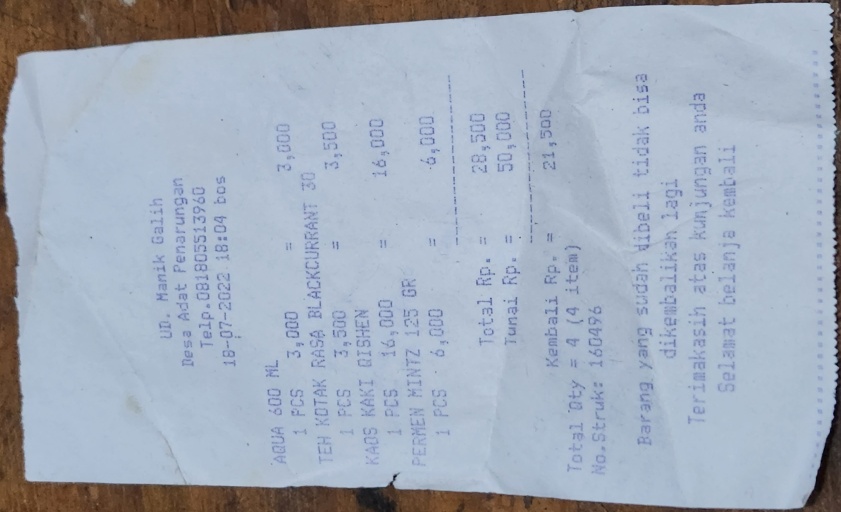 UD. Manik Galih
Desa Adat Penarungan
Telp.081805513960
18-07-2022 18:04 bos
AQUA 600 ML
1 PCS 3,000 = 3,000
TEH KOTAK RASA BLACKCURRANT 30
1 PCS 3,500 = 3,500
KAOS KAKI QISHEN
1 PCS 16,000 = 16,000
PERMEN MINTZ 125 GR
1 PCS 6,000 = 6,000
Total Rp. = 28,500
Tunai Rp. = 50,000
Kembali Rp. = 21,500
Total Qty = 4 (4 item)
No.Struk: 160496
Barang yang sudah dibeli tidak bisa
dikembalikan lagi
Terimakasih atas kunjungan anda
Selamat belanja kembali